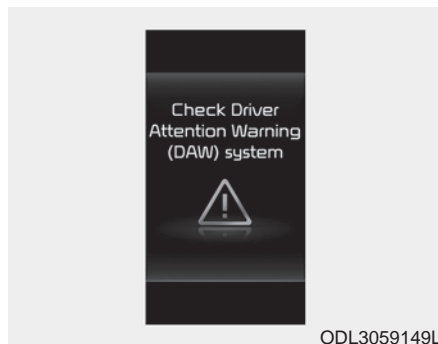 Check Driver
Attention Warning
(DAW) system
ODL3059149L